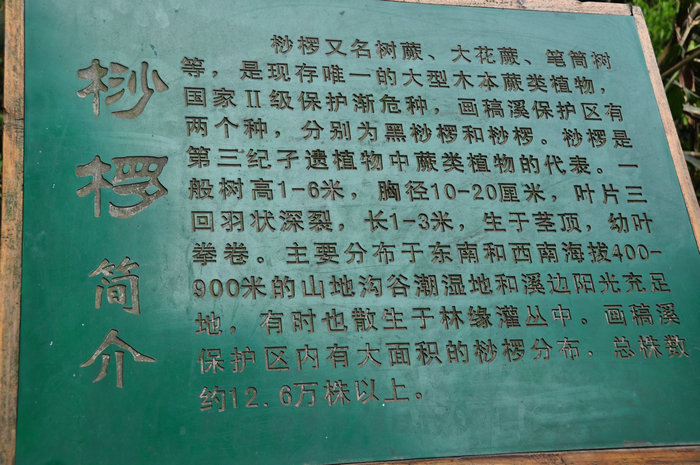 桫椤简介
桫椤又名树蕨、大花蕨、笔筒树
等，是现存唯一的大型木本蕨类植物，
国家Ⅱ级保护渐危种，画稿溪保护区有
两个种，分别为黑桫椤和桫椤。桫椤是
第三纪孑遗植物中蕨类植物的代表。一
般树高1-6米，胸径10-20厘米，叶片三
回羽状深裂，长1-3米，生于茎顶，幼叶
拳卷。主要分布于东南和西南海拔400-
900米的山地沟谷潮湿地和溪边阳光充足
地，有时也散生于林缘灌丛中。画稿溪
保护区内有大面积的桫椤分布，总株数
约12.6万株以上。